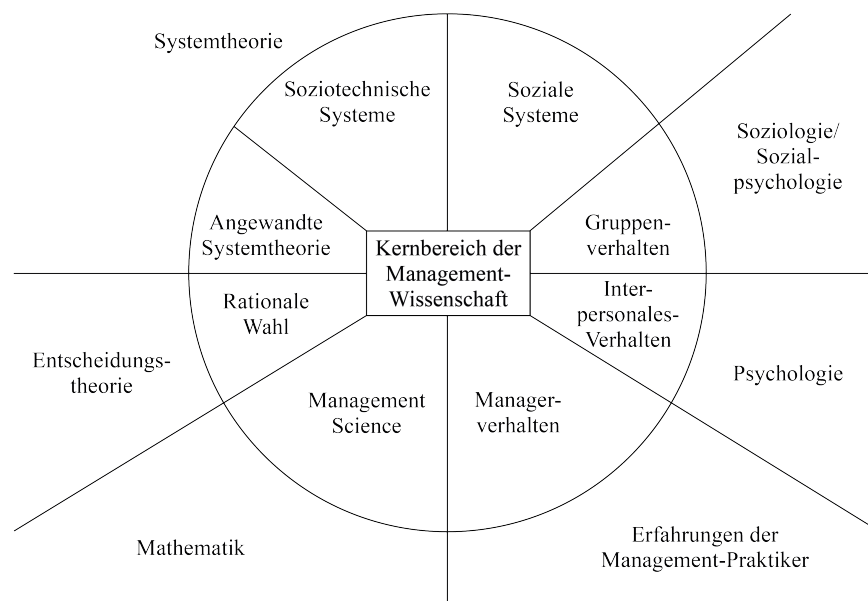 Systemtheorie
Soziotechnische
Systeme
Soziale
Systeme
Soziologie/
Sozial-
psychologie
Angewandte
Systemtheorie
Gruppen-
verhalten
Kernbereich der
Management-
Wissenschaft
Rationale
Wahl
Inter-
personales-
Verhalten
Entscheidungs-
theorie
Psychologie
Management
Science
Manager-
verhalten
Mathematik
Erfahrungen der
Management-Praktiker